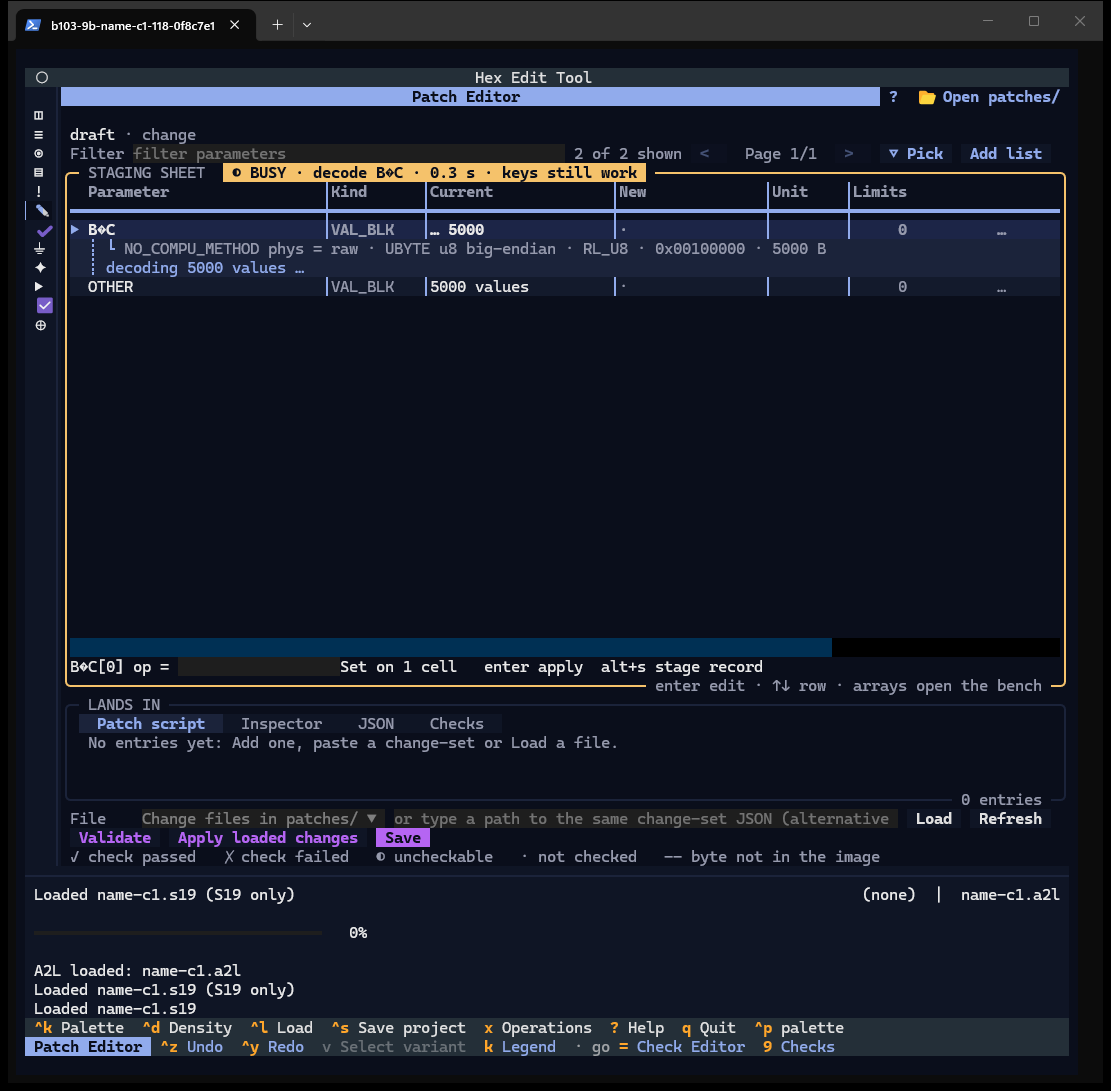 b103-9b-name-c1-118-0f8c7e1
Hex Edit Tool
Patch Editor ? Open patches/
draft · change
Filter filter parameters 2 of 2 shown < Page 1/1 > ▿ Pick Add list
STAGING SHEET ◐ BUSY · decode B�C · 0.3 s · keys still work
Parameter Kind Current New Unit Limits
▶ B�C VAL_BLK … 5000 · 0 …
└ NO_COMPU_METHOD phys = raw · UBYTE u8 big-endian · RL_U8 · 0x00100000 · 5000 B
decoding 5000 values …
OTHER VAL_BLK 5000 values · 0 …
B�C[0] op = Set on 1 cell enter apply alt+s stage record
enter edit · ↑↓ row · arrays open the bench
LANDS IN
Patch script Inspector JSON Checks
No entries yet: Add one, paste a change-set or Load a file.
0 entries
File Change files in patches/ ▼ or type a path to the same change-set JSON (alternative Load Refresh
Validate Apply loaded changes Save
✓ check passed ✗ check failed ◐ uncheckable · not checked -- byte not in the image
Loaded name-c1.s19 (S19 only) (none) | name-c1.a2l
0%
A2L loaded: name-c1.a2l
Loaded name-c1.s19 (S19 only)
Loaded name-c1.s19
^k Palette ^d Density ^l Load ^s Save project x Operations ? Help q Quit ^p palette
Patch Editor ^z Undo ^y Redo v Select variant k Legend · go = Check Editor 9 Checks